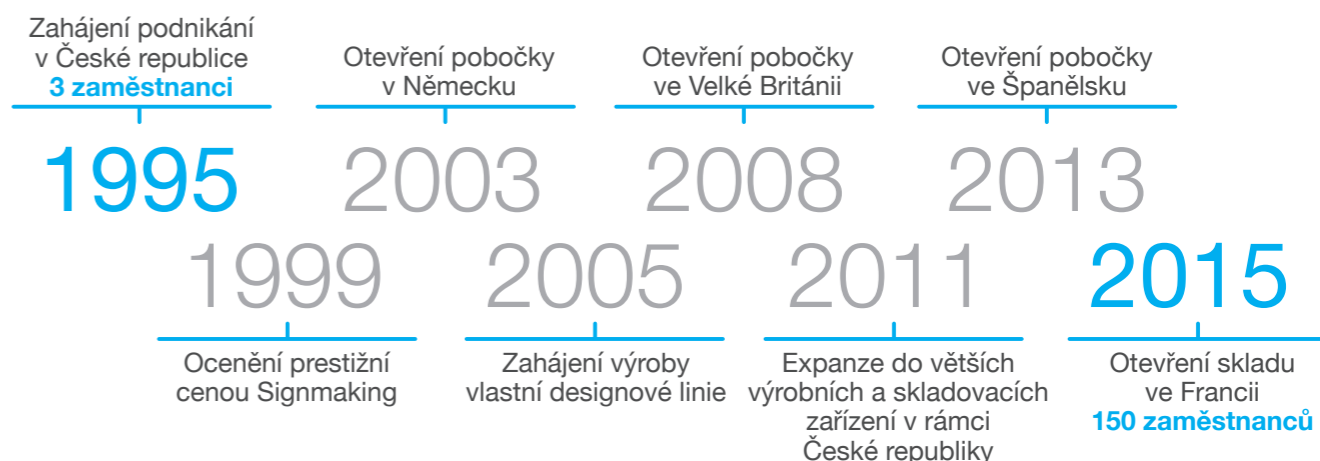 Zahájení podnikání
v České republice
3 zaměstnanci
1995
Otevření pobočky
v Německu
2003
Otevření pobočky
ve Velké Británii
2008
Otevření pobočky
ve Španělsku
2013
1999
Ocenění prestižní
cenou Signmaking
2005
Zahájení výroby
vlastní designové linie
2011
Expanze do větších
výrobních a skladovacích
zařízení v rámci
České republiky
2015
Otevření skladu
ve Francii
150 zaměstnanců